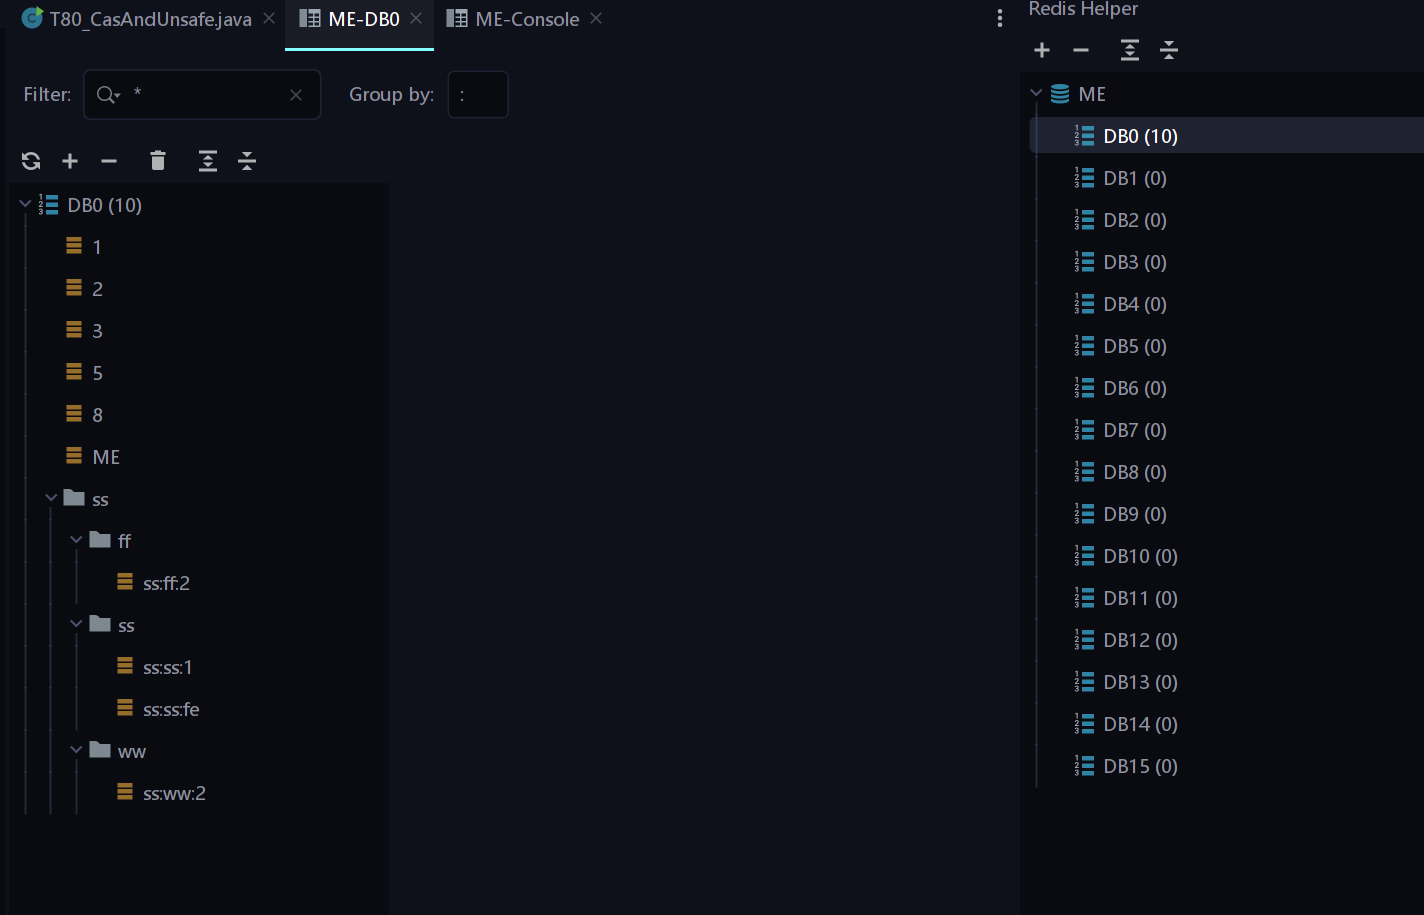 T80_CasAndUnsafe.java ME-DB0 ME-Console
Filter: * Group by: :
DB0 (10)
1
2
3
5
8
ME
ss
ff
ss:ff:2
ss
ss:ss:1
ss:ss:fe
ww
ss:ww:2
Redis Helper
ME
DB0 (10)
DB1 (0)
DB2 (0)
DB3 (0)
DB4 (0)
DB5 (0)
DB6 (0)
DB7 (0)
DB8 (0)
DB9 (0)
DB10 (0)
DB11 (0)
DB12 (0)
DB13 (0)
DB14 (0)
DB15 (0)